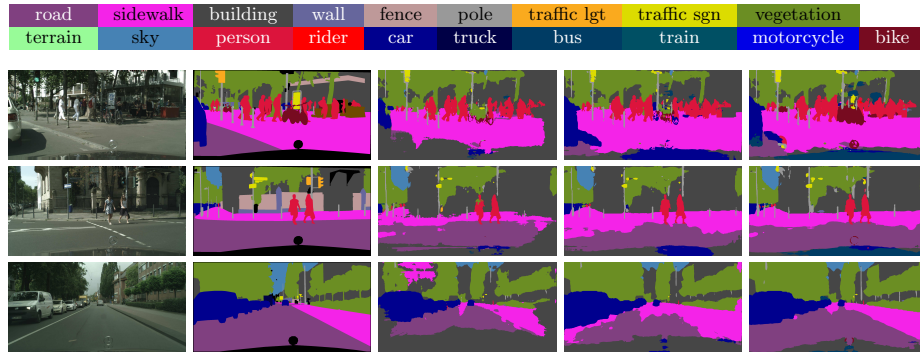 road sidewalk building wall fence pole traffic lgt traffic sgn vegetation
terrain sky person rider car truck bus train motorcycle bike